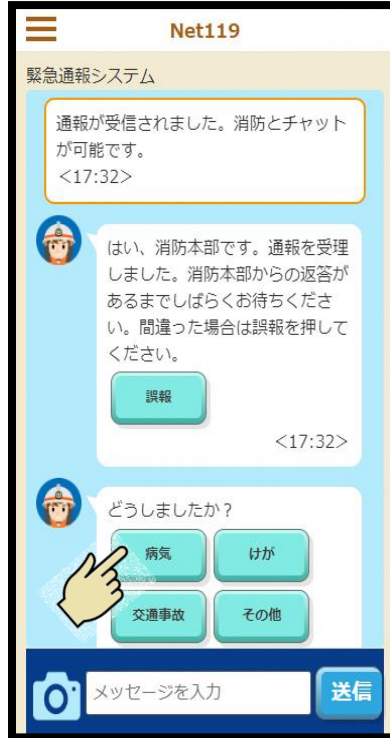 Net119
緊急通報システム
通報が受信されました。消防とチャット
が可能です。
<17:32>
はい、消防本部です。通報を受理
しました。消防本部からの返答が
あるまでしばらくお待ちくださ
い。間違った場合は誤報を押して
ください。
誤報
<17:32>
どうしましたか？
病気 けが
交通事故 その他
メッセージを入力 送信